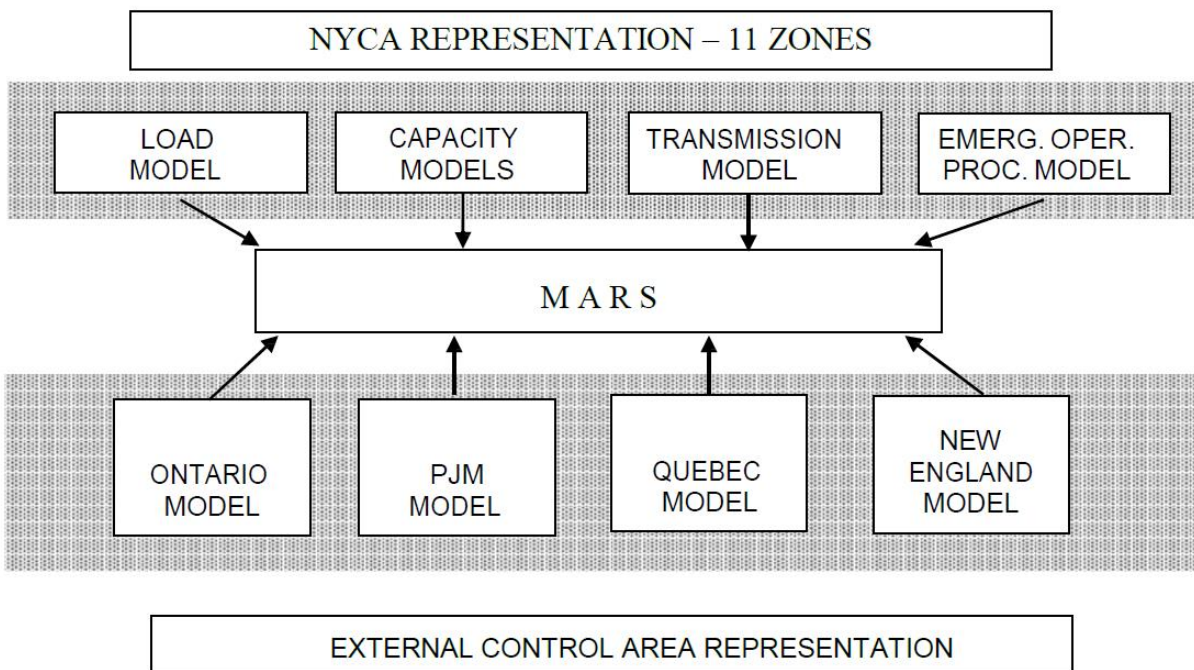 NYCA REPRESENTATION – 11 ZONES
LOAD
MODEL
CAPACITY
MODELS
TRANSMISSION
MODEL
EMERG. OPER.
PROC. MODEL
M A R S
ONTARIO
MODEL
PJM
MODEL
QUEBEC
MODEL
NEW
ENGLAND
MODEL
EXTERNAL CONTROL AREA REPRESENTATION